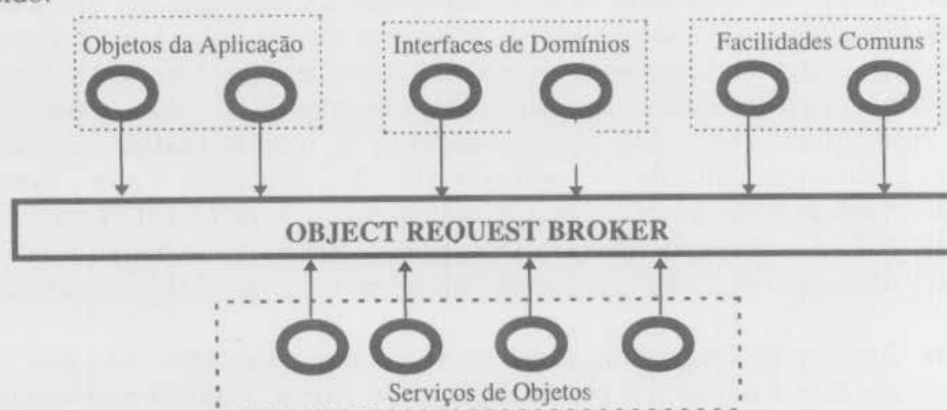 Objetos da Aplicação
Interfaces de Domínios
Facilidades Comuns
OBJECT REQUEST BROKER
Serviços de Objetos